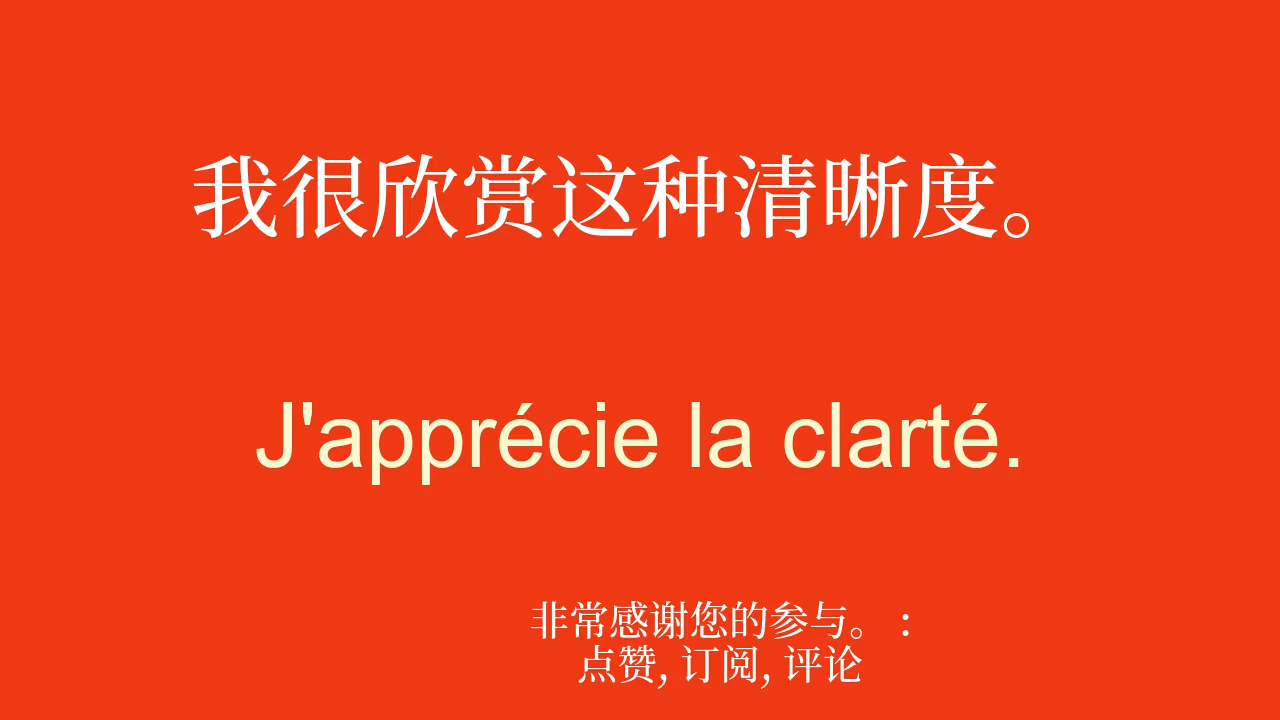 我很欣赏这种清晰度。
J'apprécie la clarté.
非常感谢您的参与。 :
点赞, 订阅, 评论